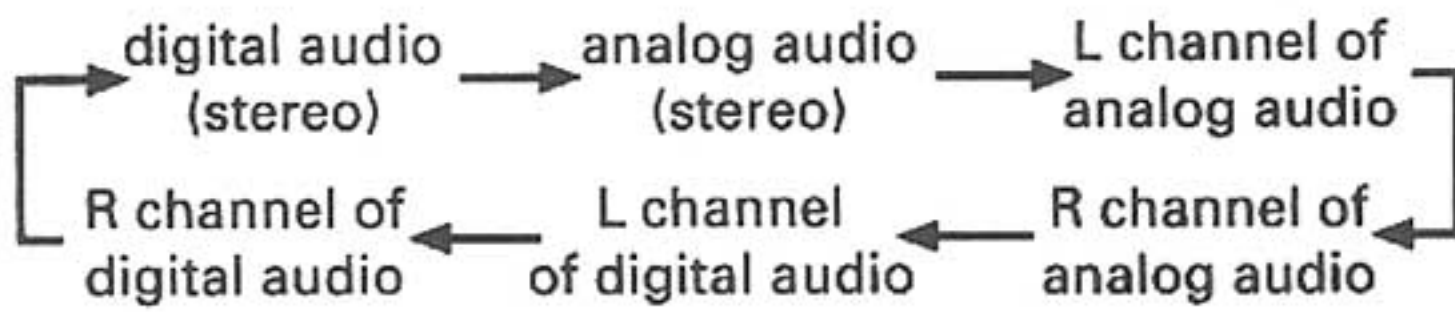 digital audio
(stereo)
analog audio
(stereo)
L channel of
analog audio
R channel of
analog audio
L channel
of digital audio
R channel of
digital audio